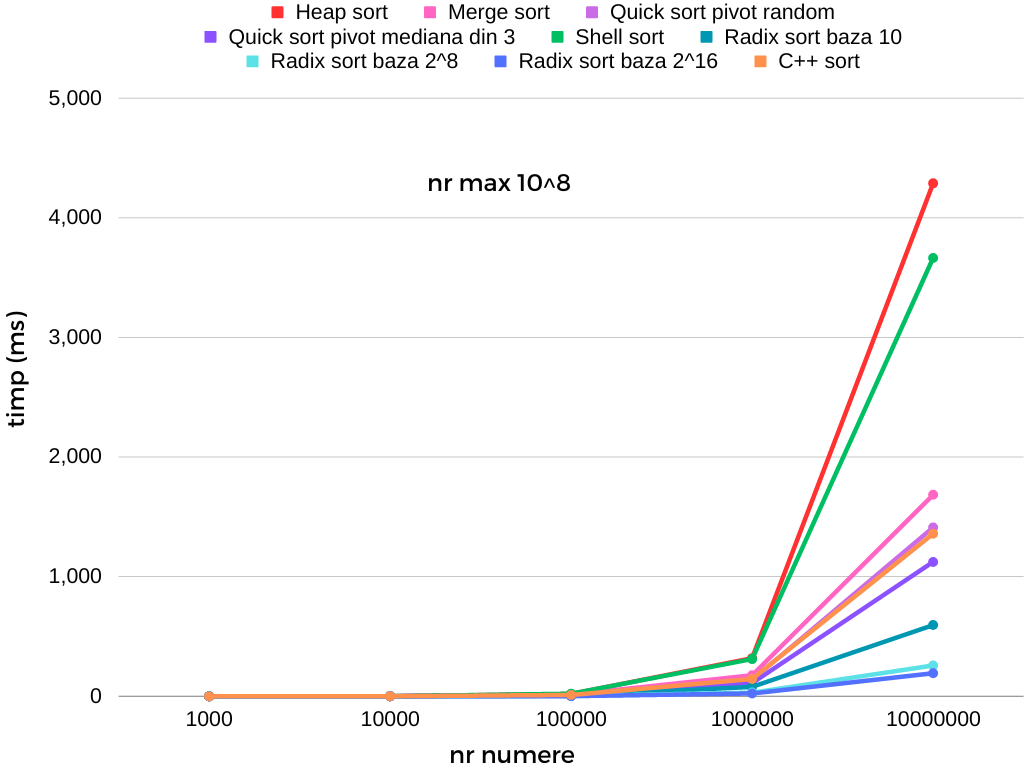 Heap sort Merge sort Quick sort pivot random
Quick sort pivot mediana din 3 Shell sort Radix sort baza 10
Radix sort baza 2^8 Radix sort baza 2^16 C++ sort
5,000
nr max 10^8
4,000
3,000
timp (ms)
2,000
1,000
0
1000 10000 100000 1000000 10000000
nr numere